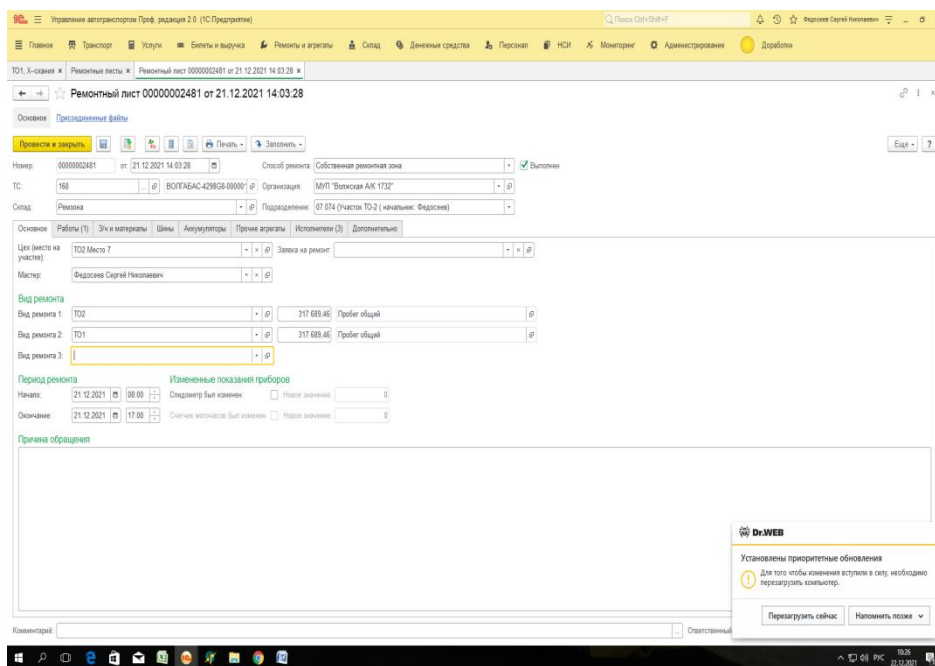 1С Управление автотранспортом Проф, редакция 2.0 (1С:Предприятие) Поиск Ctrl+Shift+F Федосеев Сергей Николаевич
Главное Транспорт Услуги Билеты и выручка Ремонты и агрегаты Склад Денежные средства Персонал НСИ Мониторинг Администрирование Доработки
ТО1, Х--скания × Ремонтные листы × Ремонтный лист 00000002481 от 21.12.2021 14:03:28 ×
Ремонтный лист 00000002481 от 21.12.2021 14:03:28
Основное Присоединенные файлы
Провести и закрыть Печать Заполнить Еще ?
Номер: 00000002481 от: 21.12.2021 14:03:28 Способ ремонта: Собственная ремонтная зона Выполнен
ТС: 160 ... ВОЛГАБАС-4298G8-00000 Организация: МУП "Волжская А/К 1732"
Склад: Ремзона Подразделение: 07.074 (Участок ТО-2 ( начальник: Федосеев)
Основное Работы (1) З/ч и материалы Шины Аккумуляторы Прочие агрегаты Исполнители (3) Дополнительно
Цех (место на участке): ТО2 Место 7 Заявка на ремонт:
Мастер: Федосеев Сергей Николаевич
Вид ремонта
Вид ремонта 1: ТО2 317 689,46 Пробег общий
Вид ремонта 2: ТО1 317 689,46 Пробег общий
Вид ремонта 3:
Период ремонта Измененные показания приборов
Начало: 21.12.2021 08:00 Спидометр был изменен: Новое значение: 0
Окончание: 21.12.2021 17:00 Счетчик моточасов был изменен: Новое значение: 0
Причина обращения
Dr.WEB
Установлены приоритетные обновления
Для того чтобы изменения вступили в силу, необходимо
перезагрузить компьютер.
Перезагрузить сейчас Напомнить позже
Комментарий: ... Ответственный
РУС 10:26
22.12.2021